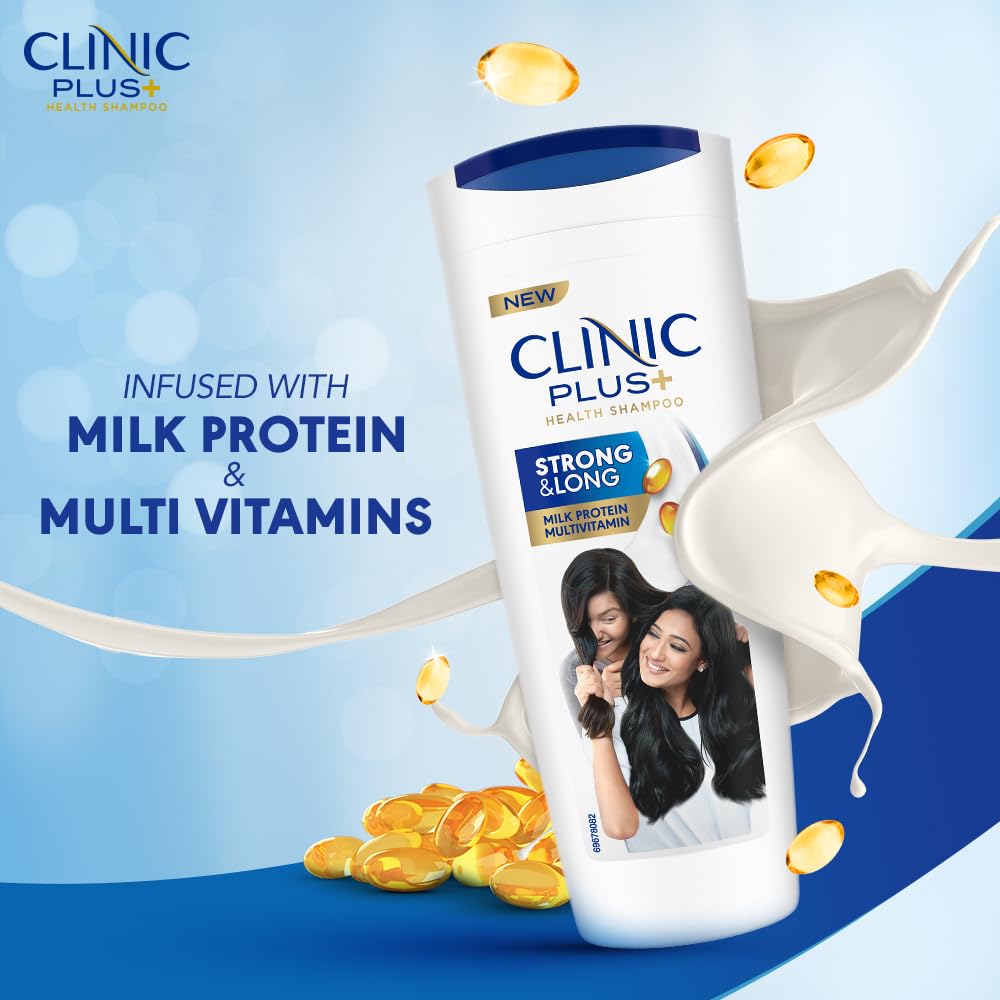 CLINIC
PLUS+
HEALTH SHAMPOO
INFUSED WITH
MILK PROTEIN
&
MULTI VITAMINS
NEW
CLINIC
PLUS+
HEALTH SHAMPOO
STRONG
&LONG
MILK PROTEIN
MULTIVITAMIN
69678082